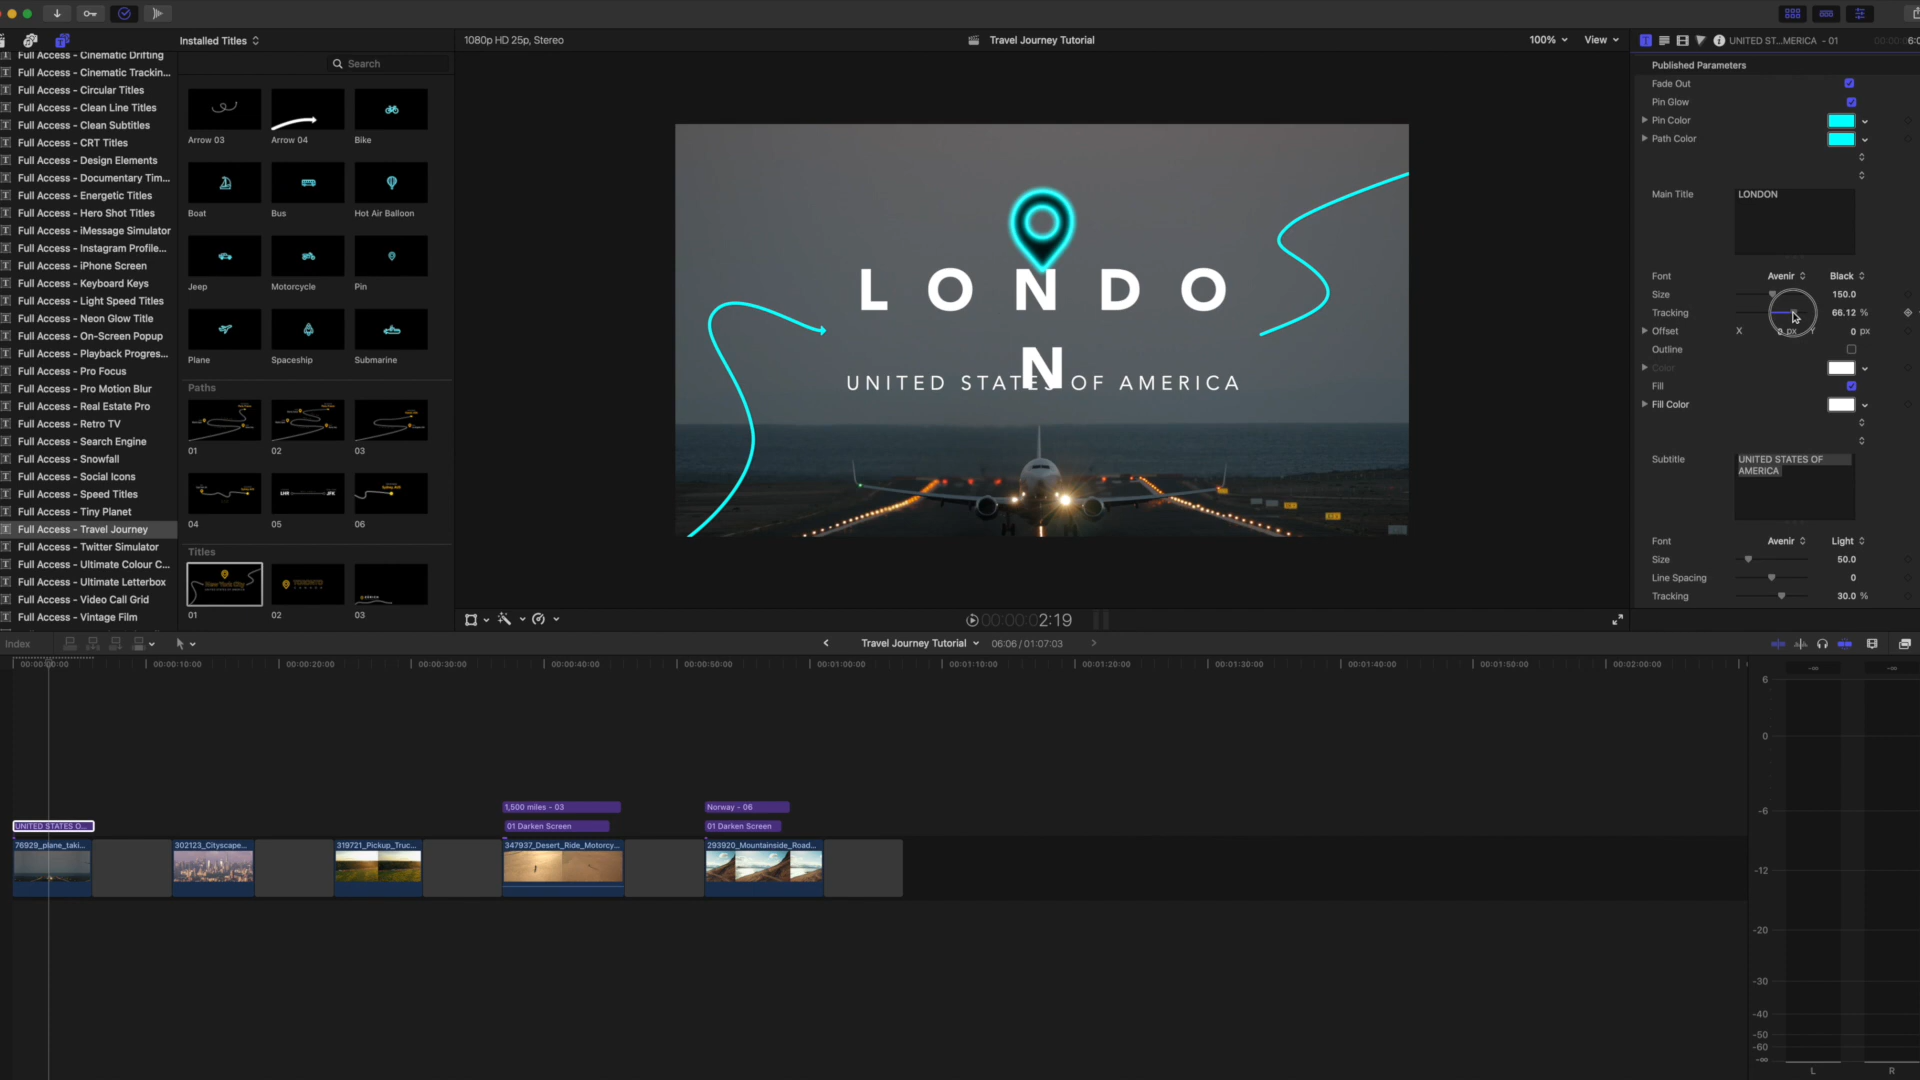 Installed Titles
1080p HD 25p, Stereo
Travel Journey Tutorial
100%
View
UNITED ST...MERICA - 01
Full Access - Cinematic Drifting
Full Access - Cinematic Trackin...
Full Access - Circular Titles
Full Access - Clean Line Titles
Full Access - Clean Subtitles
Full Access - CRT Titles
Full Access - Design Elements
Full Access - Documentary Tim...
Full Access - Energetic Titles
Full Access - Hero Shot Titles
Full Access - iMessage Simulator
Full Access - Instagram Profile...
Full Access - iPhone Screen
Full Access - Keyboard Keys
Full Access - Light Speed Titles
Full Access - Neon Glow Title
Full Access - On-Screen Popup
Full Access - Playback Progres...
Full Access - Pro Focus
Full Access - Pro Motion Blur
Full Access - Real Estate Pro
Full Access - Retro TV
Full Access - Search Engine
Full Access - Snowfall
Full Access - Social Icons
Full Access - Speed Titles
Full Access - Tiny Planet
Full Access - Travel Journey
Full Access - Twitter Simulator
Full Access - Ultimate Colour C...
Full Access - Ultimate Letterbox
Full Access - Video Call Grid
Full Access - Vintage Film
Search
Arrow 03
Arrow 04
Bike
Boat
Bus
Hot Air Balloon
Jeep
Motorcycle
Pin
Plane
Spaceship
Submarine
Paths
01
02
03
LHR
JFK
04
05
06
Titles
New York City
TORONTO
01
02
03
LONDO
N
UNITED STATES OF AMERICA
Published Parameters
Fade Out
Pin Glow
Pin Color
Path Color
Main Title
LONDON
Font
Avenir
Black
Size
150.0
Tracking
66.12 %
Offset
X
0 px
Y
0 px
Outline
Color
Fill
Fill Color
Subtitle
UNITED STATES OF
AMERICA
Font
Avenir
Light
Size
50.0
Line Spacing
0
Tracking
30.0 %
00:00:02:19
Index
Travel Journey Tutorial
06:06 / 01:07:03
00:00:00:00
00:00:10:00
00:00:20:00
00:00:30:00
00:00:40:00
00:00:50:00
00:01:00:00
00:01:10:00
00:01:20:00
00:01:30:00
00:01:40:00
00:01:50:00
00:02:00:00
1,500 miles - 03
Norway - 06
UNITED STATES O...
01 Darken Screen
01 Darken Screen
76929_plane_taki...
302123_Cityscape...
319721_Pickup_Truc...
347937_Desert_Ride_Motorcy...
293920_Mountainside_Road...
-∞
-∞
6
0
-6
-12
-20
-30
-40
-50
-60
-∞
L
R